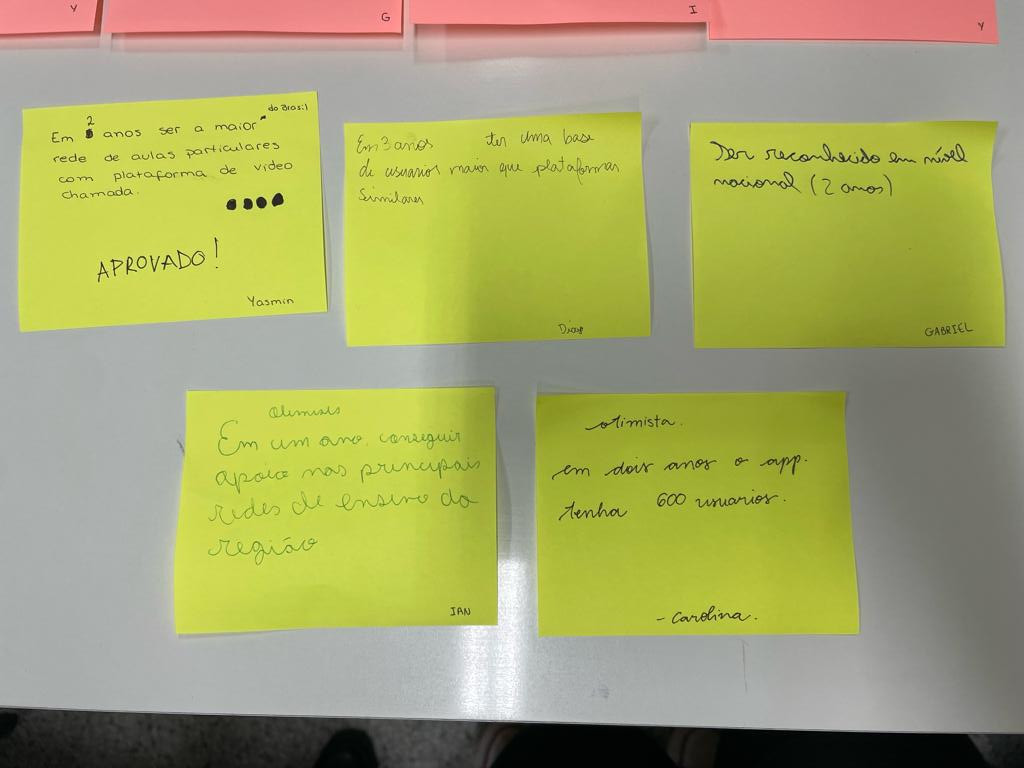 Y
G
I
Y
do Brasil
2
Em anos ser a maior
rede de aulas particulares
com plataforma de video
chamada.
APROVADO!
Yasmin
Em 3 anos ter uma base
de usuarios maior que plataformas
Similares
Ser reconhecido em nível
nacional (2 anos)
GABRIEL
Em um ano, conseguir
apoio nas principais
redes de ensino da
região
IAN
otimista.
em dois anos o app.
tenha 600 usuarios.
- Carolina.